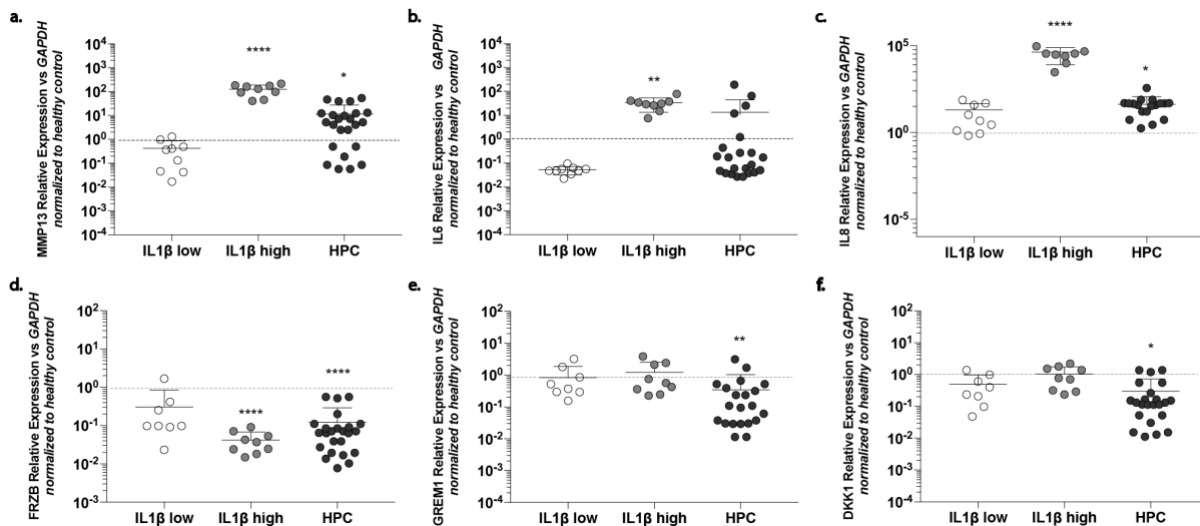 a.
MMP13 Relative Expression vs GAPDH
normalized to healthy control
10^4
10^3
10^2
10^1
10^0
10^-1
10^-2
10^-3
10^-4
****
*
IL1β low IL1β high HPC
b.
IL6 Relative Expression vs GAPDH
normalized to healthy control
10^4
10^3
10^2
10^1
10^0
10^-1
10^-2
10^-3
10^-4
**
IL1β low IL1β high HPC
c.
IL8 Relative Expression vs GAPDH
normalized to healthy control
10^5
10^0
10^-5
****
*
IL1β low IL1β high HPC
d.
FRZB Relative Expression vs GAPDH
normalized to healthy control
10^2
10^1
10^0
10^-1
10^-2
10^-3
****
****
IL1β low IL1β high HPC
e.
GREM1 Relative Expression vs GAPDH
normalized to healthy control
10^2
10^1
10^0
10^-1
10^-2
10^-3
10^-4
**
IL1β low IL1β high HPC
f.
DKK1 Relative Expression vs GAPDH
normalized to healthy control
10^2
10^1
10^0
10^-1
10^-2
10^-3
10^-4
*
IL1β low IL1β high HPC